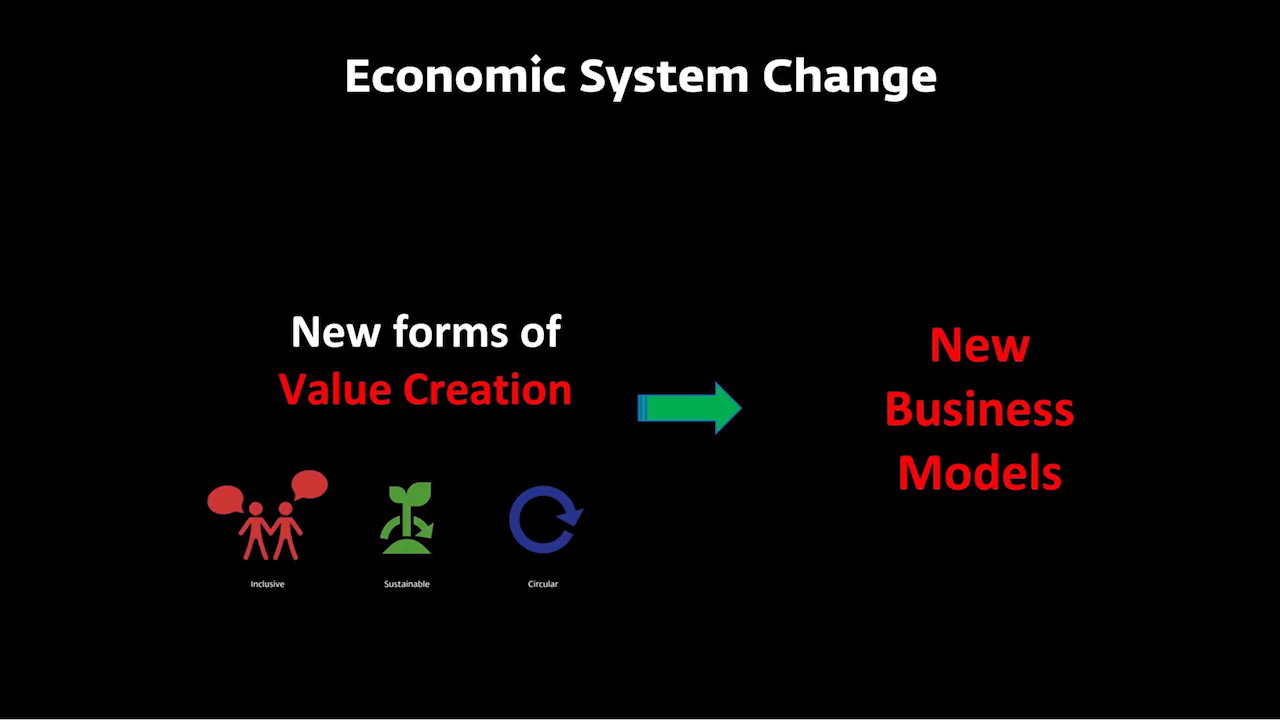 Economic System Change
New forms of
Value Creation
New
Business
Models
Inclusive
Sustainable
Circular